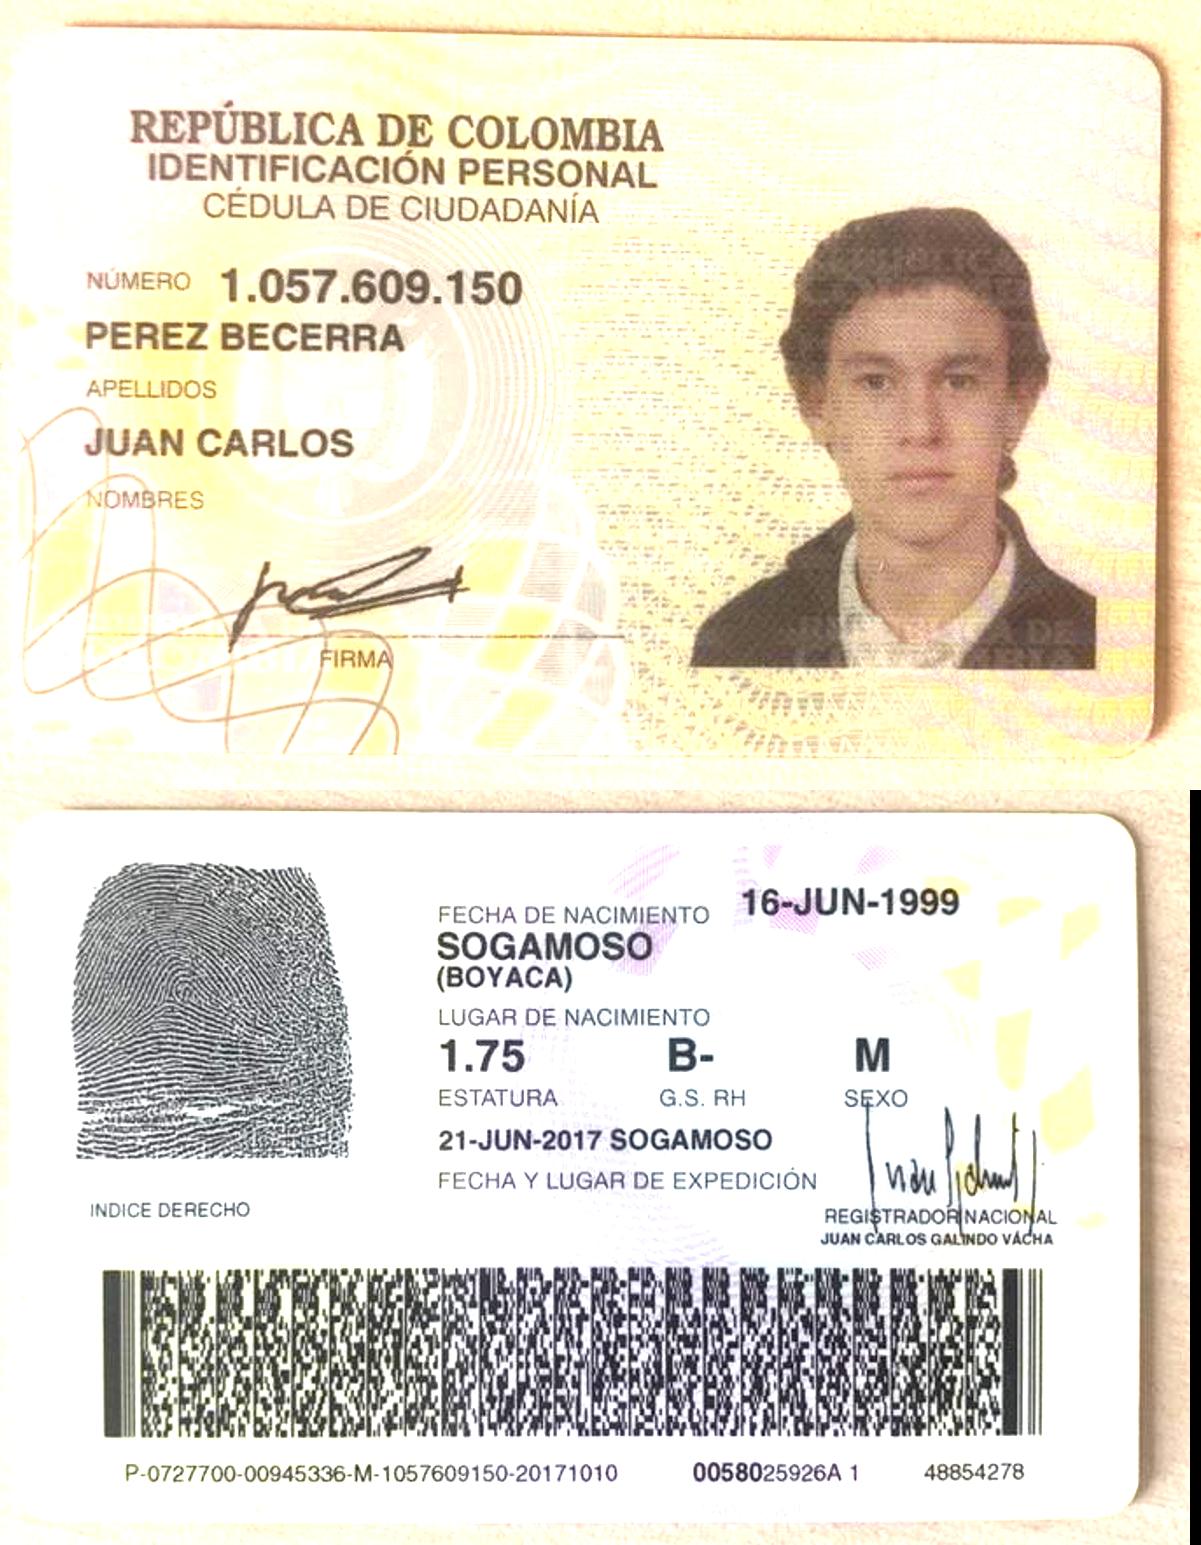 REPÚBLICA DE COLOMBIA
IDENTIFICACIÓN PERSONAL
CÉDULA DE CIUDADANÍA
NÚMERO 1.057.609.150
PEREZ BECERRA
APELLIDOS
JUAN CARLOS
NOMBRES
FIRMA
FECHA DE NACIMIENTO 16-JUN-1999
SOGAMOSO
(BOYACA)
LUGAR DE NACIMIENTO
1.75 B- M
ESTATURA G.S. RH SEXO
21-JUN-2017 SOGAMOSO
FECHA Y LUGAR DE EXPEDICIÓN
INDICE DERECHO
REGISTRADOR NACIONAL
JUAN CARLOS GALINDO VÁCHA
P-0727700-00945336-M-1057609150-20171010 0058025926A 1 48854278